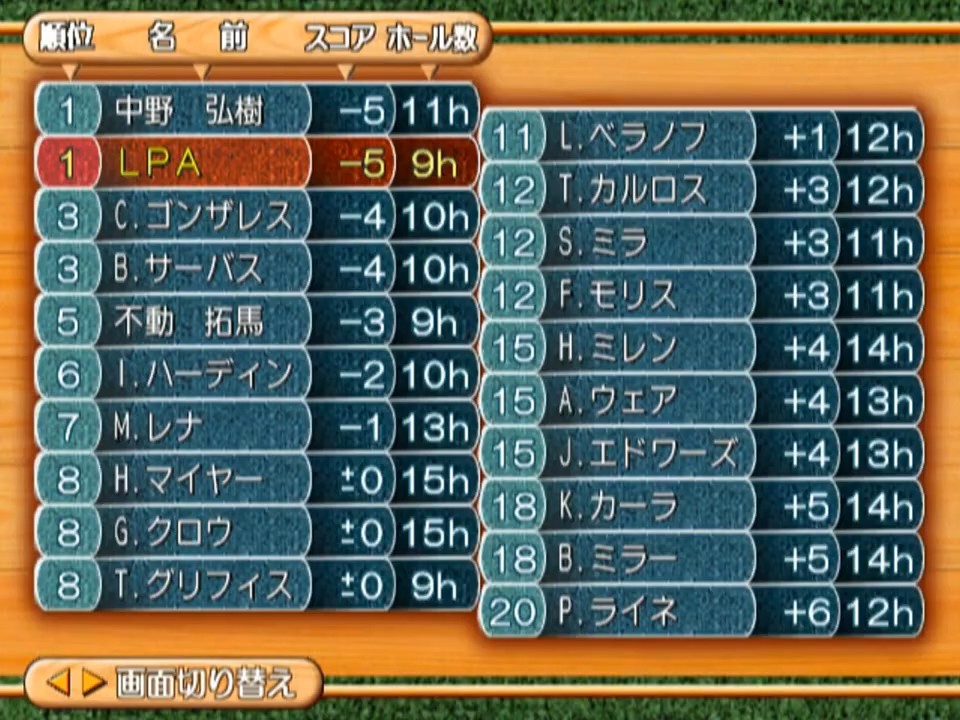 順位 名 前 スコア ホール数
1 中野 弘樹 -5 11h
1 LPA -5 9h
3 C.ゴンザレス -4 10h
3 B.サーバス -4 10h
5 不動 拓馬 -3 9h
6 I.ハーディン -2 10h
7 M.レナ -1 13h
8 H.マイヤー ±0 15h
8 G.クロウ ±0 15h
8 T.グリフィス ±0 9h
11 L.ベラノフ +1 12h
12 T.カルロス +3 12h
12 S.ミラ +3 11h
12 F.モリス +3 11h
15 H.ミレン +4 14h
15 A.ウェア +4 13h
15 J.エドワーズ +4 13h
18 K.カーラ +5 14h
18 B.ミラー +5 14h
20 P.ライネ +6 12h
画面切り替え